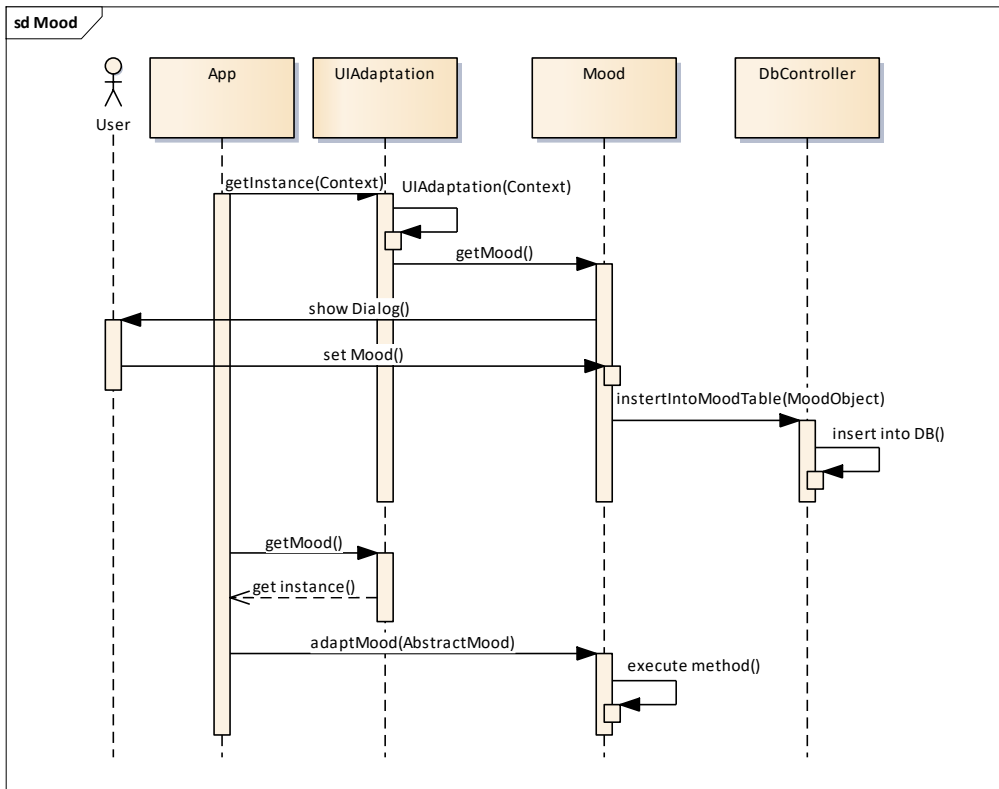 sd Mood
User
App
UIAdaptation
Mood
DbController
getInstance(Context)
UIAdaptation(Context)
getMood()
show Dialog()
set Mood()
instertIntoMoodTable(MoodObject)
insert into DB()
getMood()
get instance()
adaptMood(AbstractMood)
execute method()